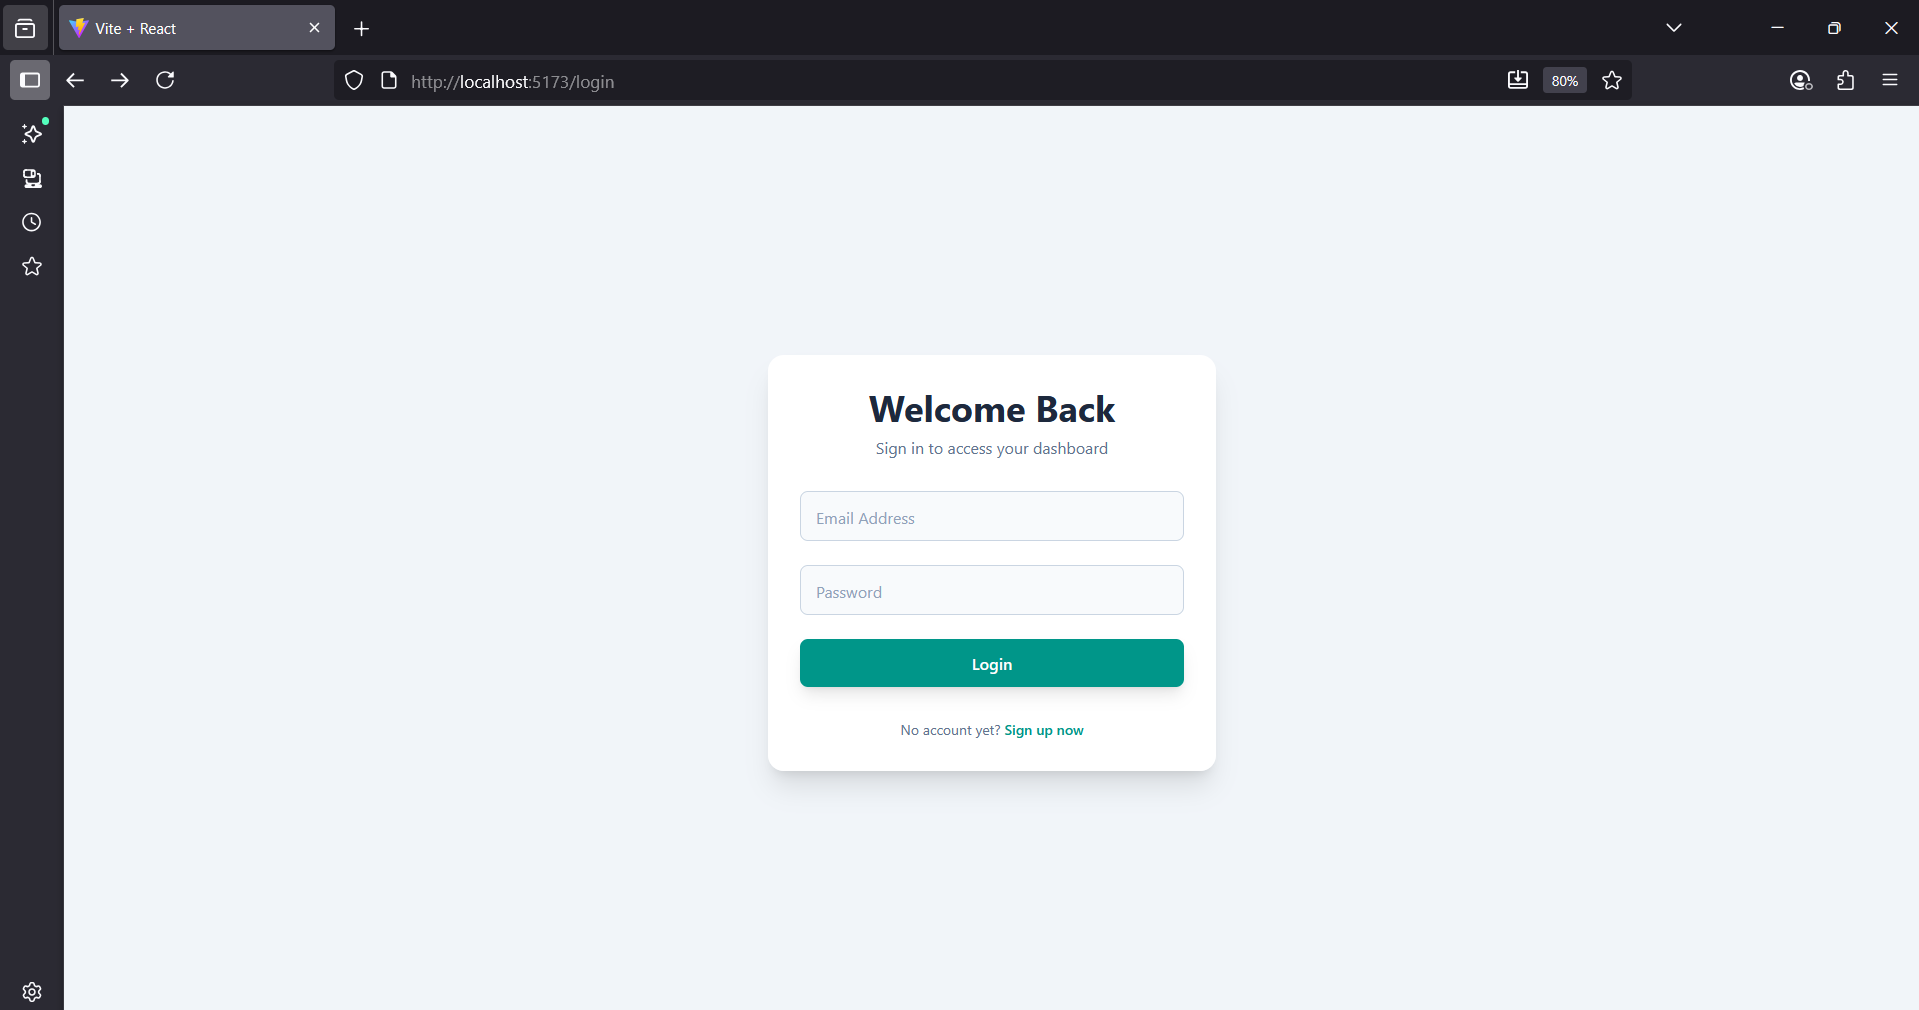 Vite + React
http://localhost:5173/login
80%
Welcome Back
Sign in to access your dashboard
Email Address
Password
Login
No account yet? Sign up now